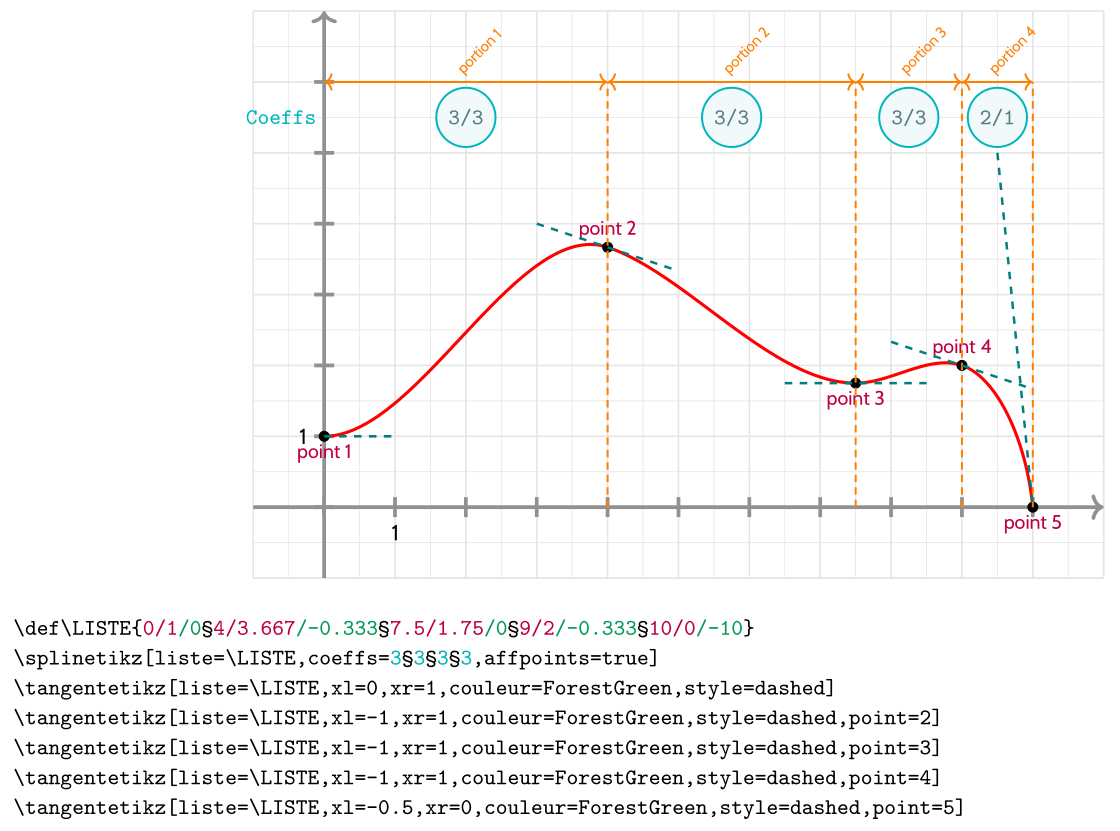 portion 1
portion 2
portion 3
portion 4
Coeffs
3/3
3/3
3/3
2/1
point 2
point 4
point 3
1
point 1
point 5
1
\def\LISTE{0/1/0§4/3.667/-0.333§7.5/1.75/0§9/2/-0.333§10/0/-10}
\splinetikz[liste=\LISTE,coeffs=3§3§3§3,affpoints=true]
\tangentetikz[liste=\LISTE,xl=0,xr=1,couleur=ForestGreen,style=dashed]
\tangentetikz[liste=\LISTE,xl=-1,xr=1,couleur=ForestGreen,style=dashed,point=2]
\tangentetikz[liste=\LISTE,xl=-1,xr=1,couleur=ForestGreen,style=dashed,point=3]
\tangentetikz[liste=\LISTE,xl=-1,xr=1,couleur=ForestGreen,style=dashed,point=4]
\tangentetikz[liste=\LISTE,xl=-0.5,xr=0,couleur=ForestGreen,style=dashed,point=5]